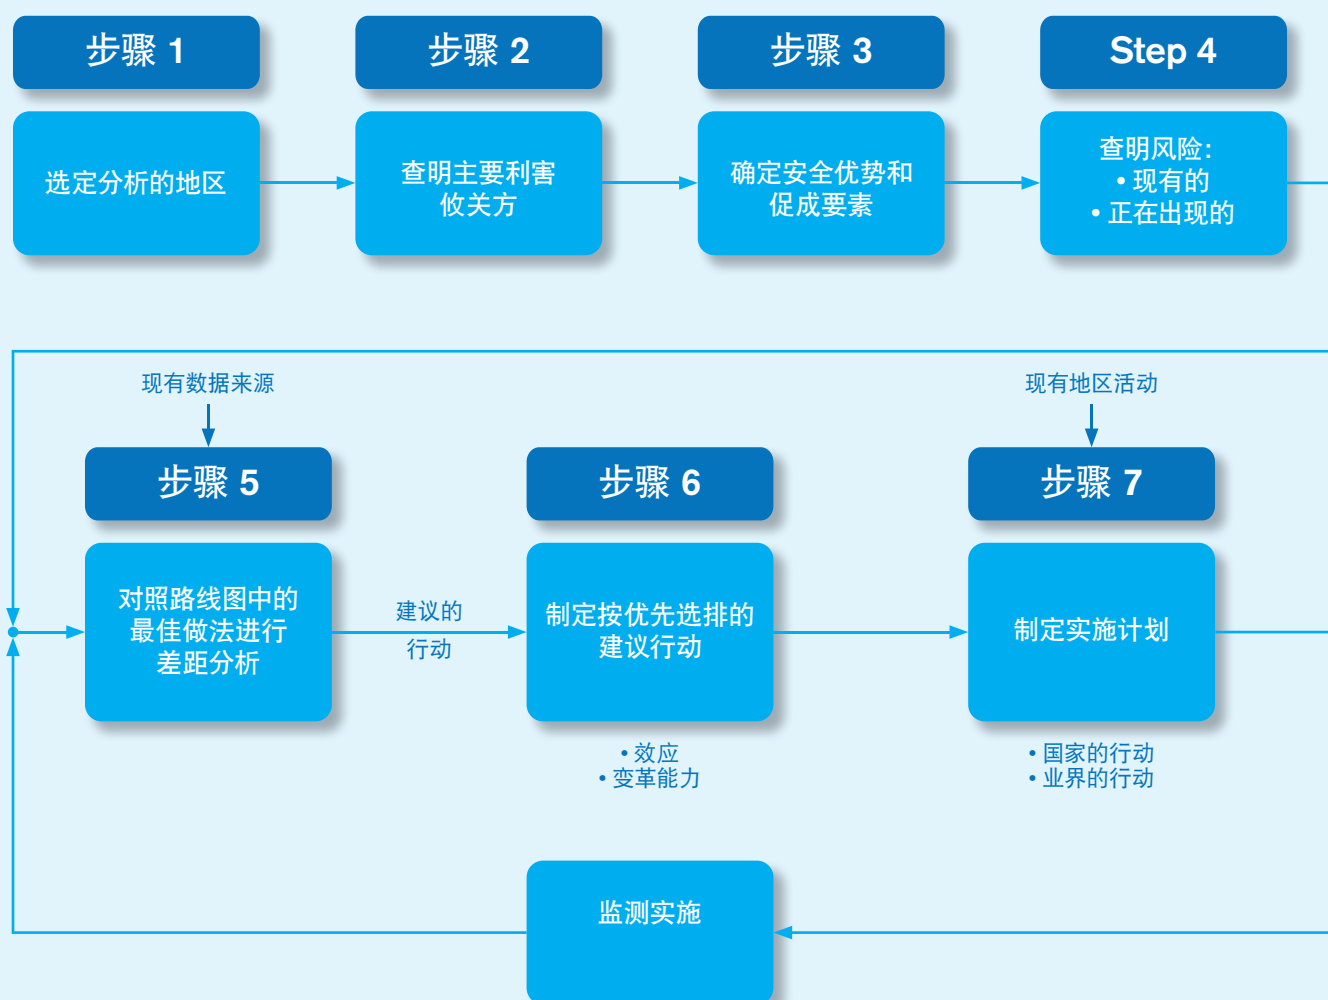 步骤 1
步骤 2
步骤 3
Step 4
选定分析的地区
查明主要利害
攸关方
确定安全优势和
促成要素
查明风险：
• 现有的
• 正在出现的
现有数据来源
现有地区活动
步骤 5
步骤 6
步骤 7
对照路线图中的
最佳做法进行
差距分析
建议的
行动
制定按优先选排的
建议行动
制定实施计划
• 效应
• 变革能力
• 国家的行动
• 业界的行动
监测实施